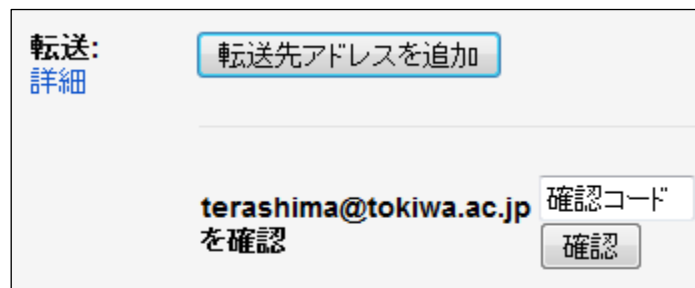 転送:
詳細
転送先アドレスを追加
terashima@tokiwa.ac.jp
を確認
確認コード
確認